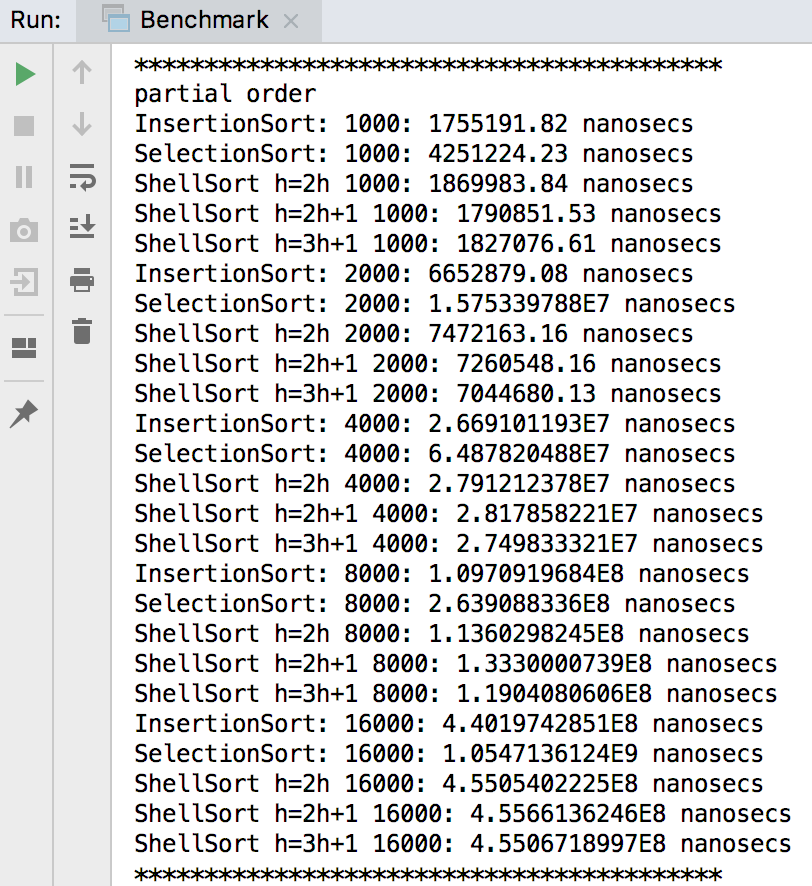 Run: Benchmark
******************************************
partial order
InsertionSort: 1000: 1755191.82 nanosecs
SelectionSort: 1000: 4251224.23 nanosecs
ShellSort h=2h 1000: 1869983.84 nanosecs
ShellSort h=2h+1 1000: 1790851.53 nanosecs
ShellSort h=3h+1 1000: 1827076.61 nanosecs
InsertionSort: 2000: 6652879.08 nanosecs
SelectionSort: 2000: 1.575339788E7 nanosecs
ShellSort h=2h 2000: 7472163.16 nanosecs
ShellSort h=2h+1 2000: 7260548.16 nanosecs
ShellSort h=3h+1 2000: 7044680.13 nanosecs
InsertionSort: 4000: 2.669101193E7 nanosecs
SelectionSort: 4000: 6.487820488E7 nanosecs
ShellSort h=2h 4000: 2.791212378E7 nanosecs
ShellSort h=2h+1 4000: 2.817858221E7 nanosecs
ShellSort h=3h+1 4000: 2.749833321E7 nanosecs
InsertionSort: 8000: 1.0970919684E8 nanosecs
SelectionSort: 8000: 2.639088336E8 nanosecs
ShellSort h=2h 8000: 1.1360298245E8 nanosecs
ShellSort h=2h+1 8000: 1.3330000739E8 nanosecs
ShellSort h=3h+1 8000: 1.1904080606E8 nanosecs
InsertionSort: 16000: 4.4019742851E8 nanosecs
SelectionSort: 16000: 1.0547136124E9 nanosecs
ShellSort h=2h 16000: 4.5505402225E8 nanosecs
ShellSort h=2h+1 16000: 4.5566136246E8 nanosecs
ShellSort h=3h+1 16000: 4.5506718997E8 nanosecs
******************************************